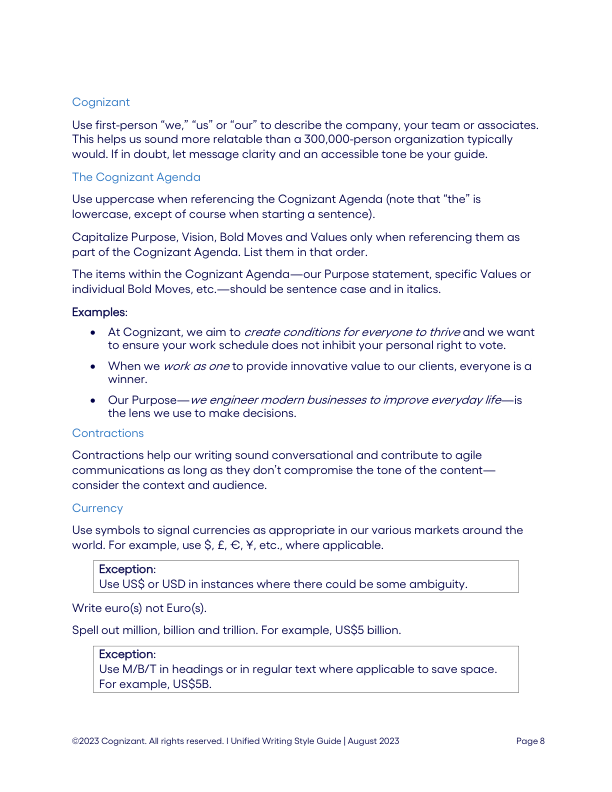 Cognizant
Use first-person “we,” “us” or “our” to describe the company, your team or associates.
This helps us sound more relatable than a 300,000-person organization typically
would. If in doubt, let message clarity and an accessible tone be your guide.
The Cognizant Agenda
Use uppercase when referencing the Cognizant Agenda (note that “the” is
lowercase, except of course when starting a sentence).
Capitalize Purpose, Vision, Bold Moves and Values only when referencing them as
part of the Cognizant Agenda. List them in that order.
The items within the Cognizant Agenda—our Purpose statement, specific Values or
individual Bold Moves, etc.—should be sentence case and in italics.
Examples:
• At Cognizant, we aim to create conditions for everyone to thrive and we want
to ensure your work schedule does not inhibit your personal right to vote.
• When we work as one to provide innovative value to our clients, everyone is a
winner.
• Our Purpose—we engineer modern businesses to improve everyday life—is
the lens we use to make decisions.
Contractions
Contractions help our writing sound conversational and contribute to agile
communications as long as they don’t compromise the tone of the content—
consider the context and audience.
Currency
Use symbols to signal currencies as appropriate in our various markets around the
world. For example, use $, £, €, ¥, etc., where applicable.
Exception:
Use US$ or USD in instances where there could be some ambiguity.
Write euro(s) not Euro(s).
Spell out million, billion and trillion. For example, US$5 billion.
Exception:
Use M/B/T in headings or in regular text where applicable to save space.
For example, US$5B.
©2023 Cognizant. All rights reserved. I Unified Writing Style Guide | August 2023 Page 8